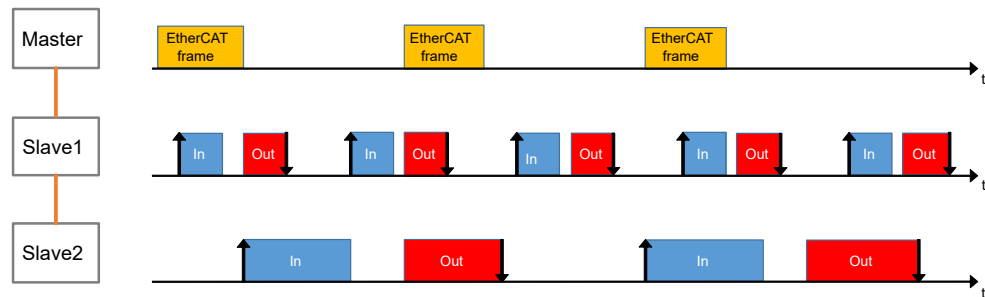 Master
EtherCAT
frame
EtherCAT
frame
EtherCAT
frame
t
Slave1
In
Out
In
Out
In
Out
In
Out
In
Out
t
Slave2
In
Out
In
Out
t